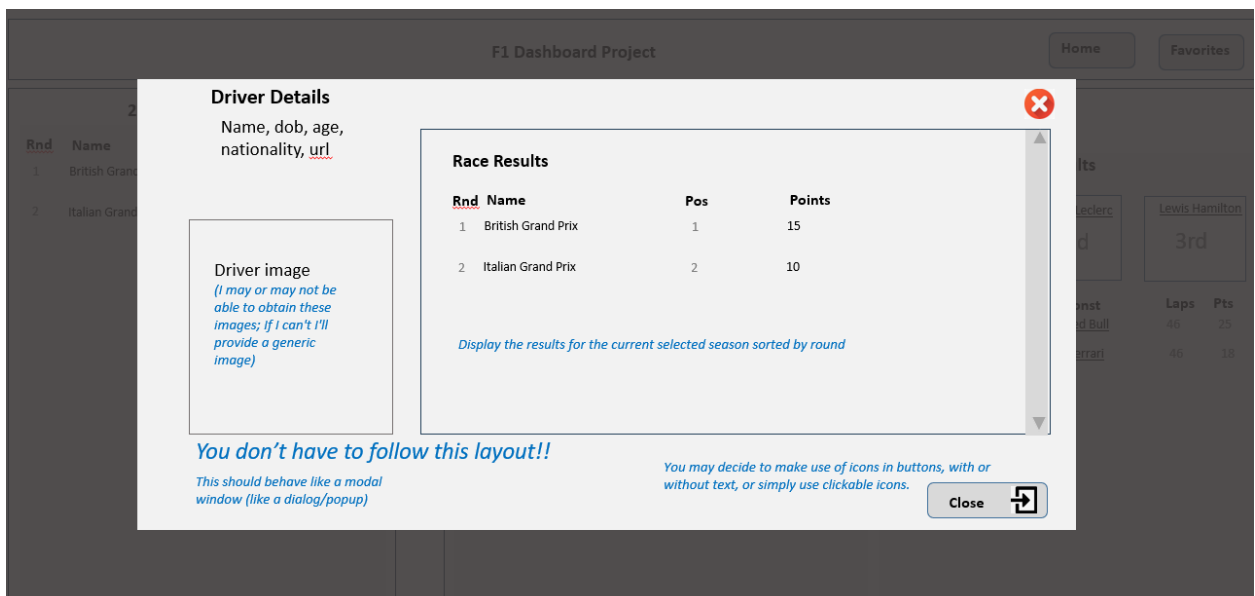 F1 Dashboard Project
Home
Favorites
Driver Details
Name, dob, age,
nationality, url
Driver image
(I may or may not be
able to obtain these
images; If I can't I'll
provide a generic
image)
Race Results
Rnd Name Pos Points
1 British Grand Prix 1 15
2 Italian Grand Prix 2 10
Display the results for the current selected season sorted by round
You don't have to follow this layout!!
This should behave like a modal
window (like a dialog/popup)
You may decide to make use of icons in buttons, with or
without text, or simply use clickable icons.
Close
2
Rnd Name
1 British Grand
2 Italian Grand
Leclerc
Lewis Hamilton
3rd
Laps Pts
Bull 46 25
46 18